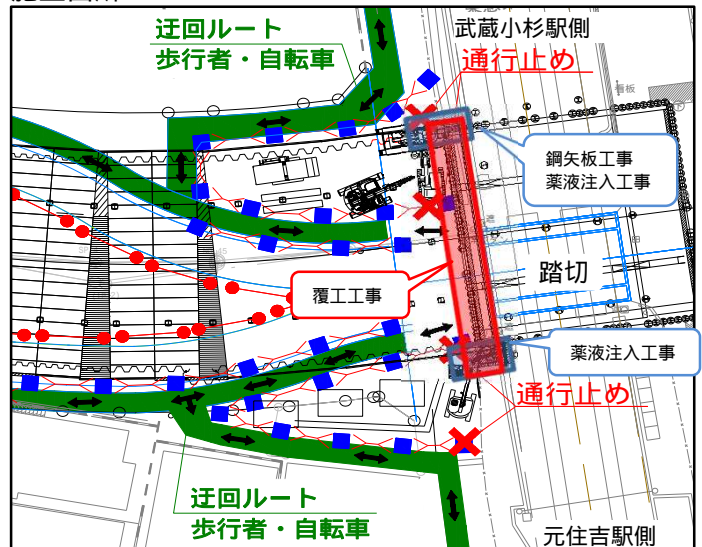 迂回ルート
歩行者・自転車
武蔵小杉駅側
通行止め
鋼矢板工事
薬液注入工事
踏切
覆工工事
薬液注入工事
通行止め
迂回ルート
歩行者・自転車
元住吉駅側